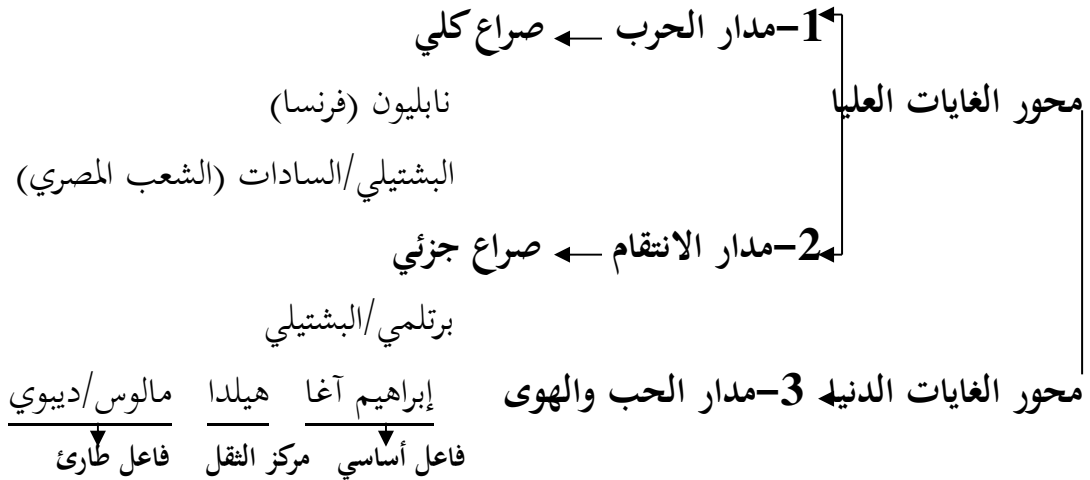 1-مدار الحرب ← صراع كلي
محور الغايات العليا
نابليون (فرنسا)
البشتيلي/السادات (الشعب المصري)
2-مدار الانتقام ← صراع جزئي
برتلمي/البشتيلي
محور الغايات الدنيا 3-مدار الحب والهوى إبراهيم آغا هيلدا مالوس/ديبوي
فاعل أساسي مركز الثقل فاعل طارئ